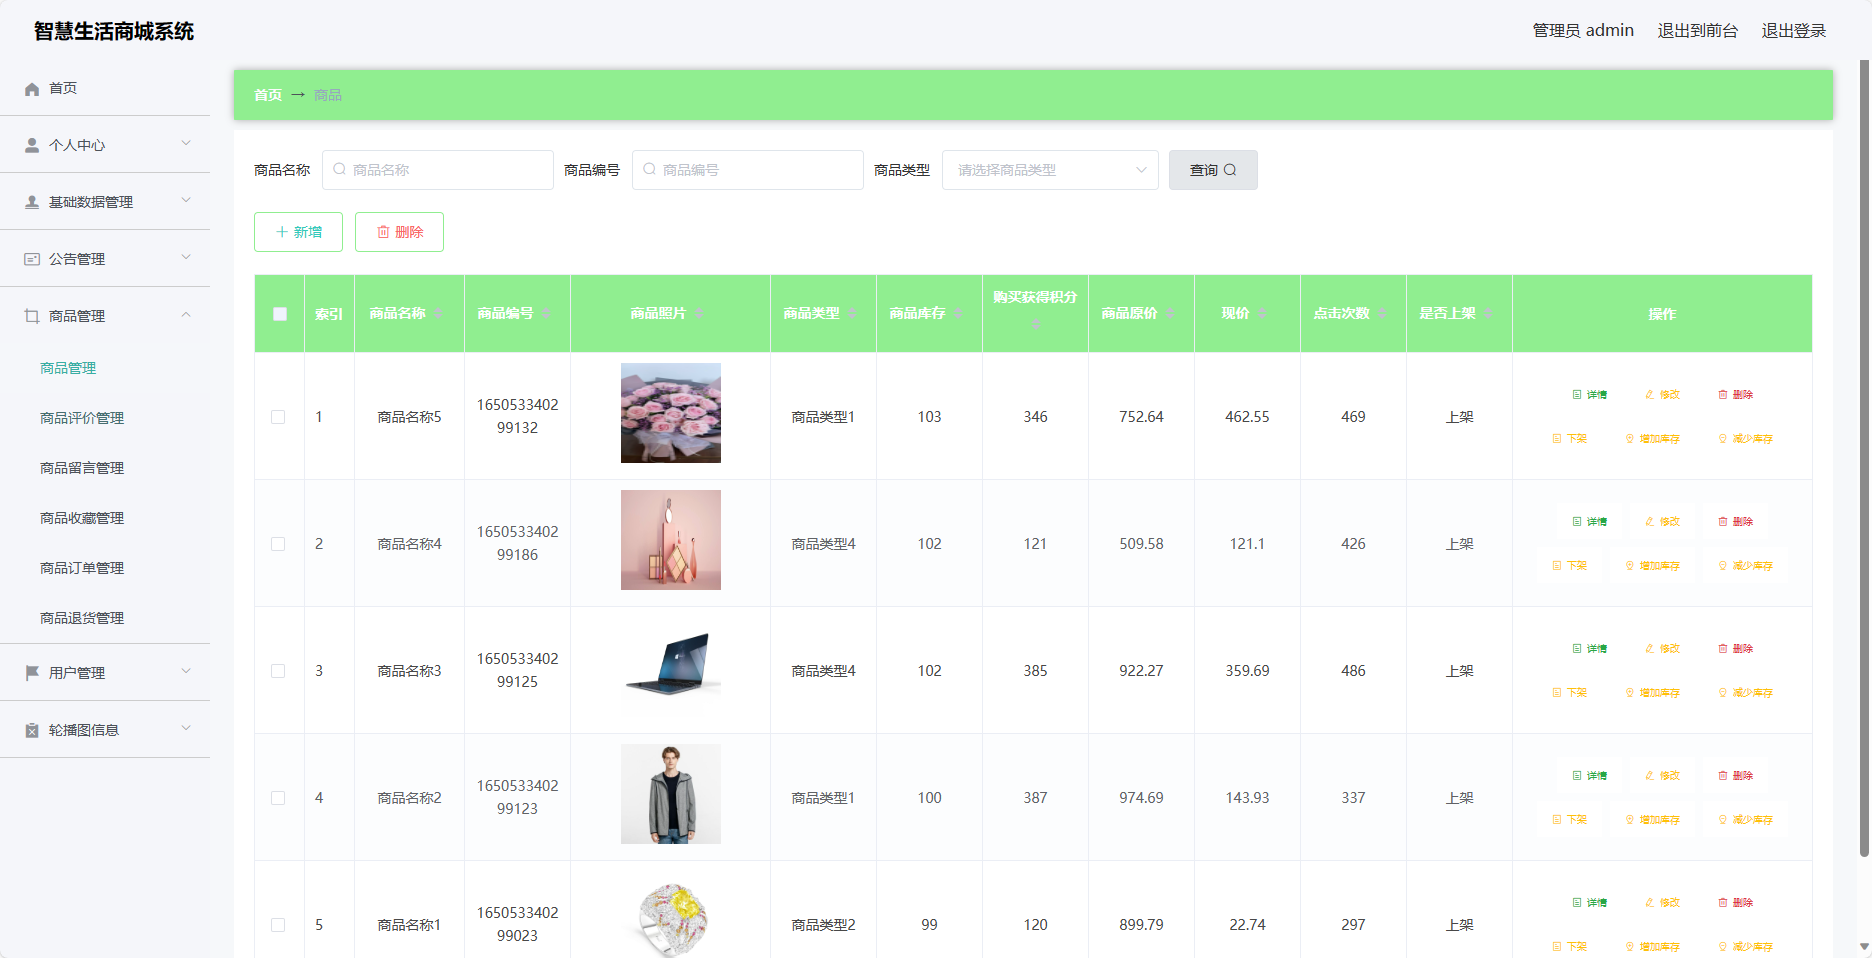 智慧生活商城系统
管理员 admin 退出到前台 退出登录
首页
个人中心
基础数据管理
公告管理
商品管理
商品管理
商品评价管理
商品留言管理
商品收藏管理
商品订单管理
商品退货管理
用户管理
轮播图信息
首页 → 商品
商品名称 商品名称 商品编号 商品编号 商品类型 请选择商品类型 查询
新增 删除
索引 商品名称 商品编号 商品照片 商品类型 商品库存 购买获得积分 商品原价 现价 点击次数 是否上架 操作
1 商品名称5 1650533402
99132 商品类型1 103 346 752.64 462.55 469 上架
详情 修改 删除
下架 增加库存 减少库存
2 商品名称4 1650533402
99186 商品类型4 102 121 509.58 121.1 426 上架
详情 修改 删除
下架 增加库存 减少库存
3 商品名称3 1650533402
99125 商品类型4 102 385 922.27 359.69 486 上架
详情 修改 删除
下架 增加库存 减少库存
4 商品名称2 1650533402
99123 商品类型1 100 387 974.69 143.93 337 上架
详情 修改 删除
下架 增加库存 减少库存
5 商品名称1 1650533402
99023 商品类型2 99 120 899.79 22.74 297 上架
详情 修改 删除
下架 增加库存 减少库存